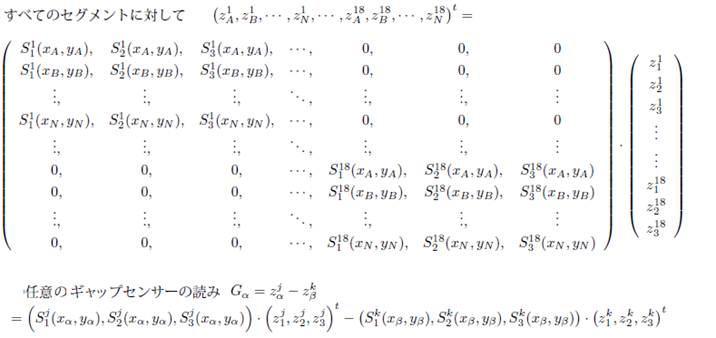 すべてのセグメントに対して (z_A^1, z_B^1, ⋯, z_N^1, ⋯, z_A^18, z_B^18, ⋯, z_N^18)^t =
S_1^1(x_A, y_A), S_2^1(x_A, y_A), S_3^1(x_A, y_A), ⋯, 0, 0, 0 z_1^1
S_1^1(x_B, y_B), S_2^1(x_B, y_B), S_3^1(x_B, y_B), ⋯, 0, 0, 0 z_2^1
⋮, ⋮, ⋮, ⋱, ⋮, ⋮, ⋮ z_3^1
S_1^1(x_N, y_N), S_2^1(x_N, y_N), S_3^1(x_N, y_N), ⋯, 0, 0, 0 ⋮
⋮, ⋮, ⋮, ⋱, ⋮, ⋮, ⋮ · ⋮
0, 0, 0, ⋯, S_1^18(x_A, y_A), S_2^18(x_A, y_A), S_3^18(x_A, y_A) z_1^18
0, 0, 0, ⋯, S_1^18(x_B, y_B), S_2^18(x_B, y_B), S_3^18(x_B, y_B) z_2^18
⋮, ⋮, ⋮, ⋱, ⋮, ⋮, ⋮ z_3^18
0, 0, 0, ⋯, S_1^18(x_N, y_N), S_2^18(x_N, y_N), S_3^18(x_N, y_N)
任意のギャップセンサーの読み G_α = z_α^j − z_β^k
= (S_1^j(x_α, y_α), S_2^j(x_α, y_α), S_3^j(x_α, y_α)) · (z_1^j, z_2^j, z_3^j)^t − (S_1^k(x_β, y_β), S_2^k(x_β, y_β), S_3^k(x_β, y_β)) · (z_1^k, z_2^k, z_3^k)^t